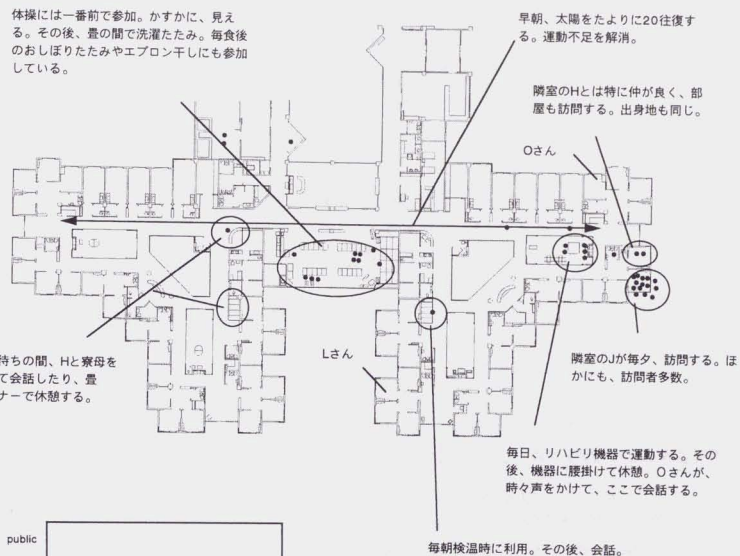 体操には一番前で参加。かすかに、見え
る。その後、畳の間で洗濯たたみ。毎食後
のおしぼりたたみやエプロン干しにも参加
している。
早朝、太陽をたよりに20往復す
る。運動不足を解消。
隣室のHとは特に仲が良く、部
屋も訪問する。出身地も同じ。
Oさん
待ちの間、Hと寮母を
て会話したり、畳
ナーで休憩する。
Lさん
隣室のJが毎夕、訪問する。ほ
かにも、訪問者多数。
毎日、リハビリ機器で運動する。その
後、機器に腰掛けて休憩。Oさんが、
時々声をかけて、ここで会話する。
毎朝検温時に利用。その後、会話。
public